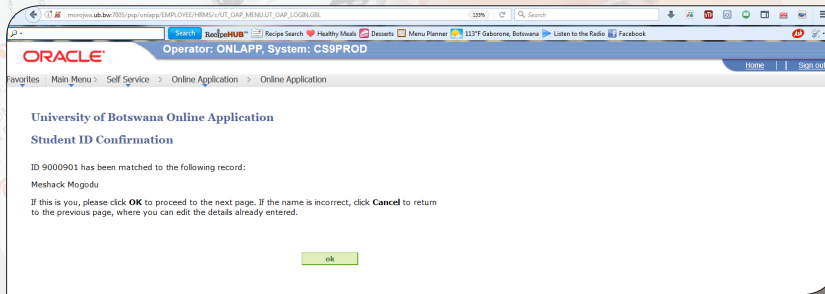 morojwa.ub.bw:7005/psp/onlapp/EMPLOYEE/HRMS/c/UT_OAP_MENU.UT_OAP_LOGIN.GBL 133% Search
Search RecipeHUB™ Recipe Search Healthy Meals Desserts Menu Planner 113°F Gaborone, Botswana Listen to the Radio Facebook
ORACLE' Operator: ONLAPP, System: CS9PROD
Home | Sign out
Favorites Main Menu > Self Service > Online Application > Online Application
University of Botswana Online Application
Student ID Confirmation
ID 9000901 has been matched to the following record:
Meshack Mogodu
If this is you, please click OK to proceed to the next page. If the name is incorrect, click Cancel to return
to the previous page, where you can edit the details already entered.
ok